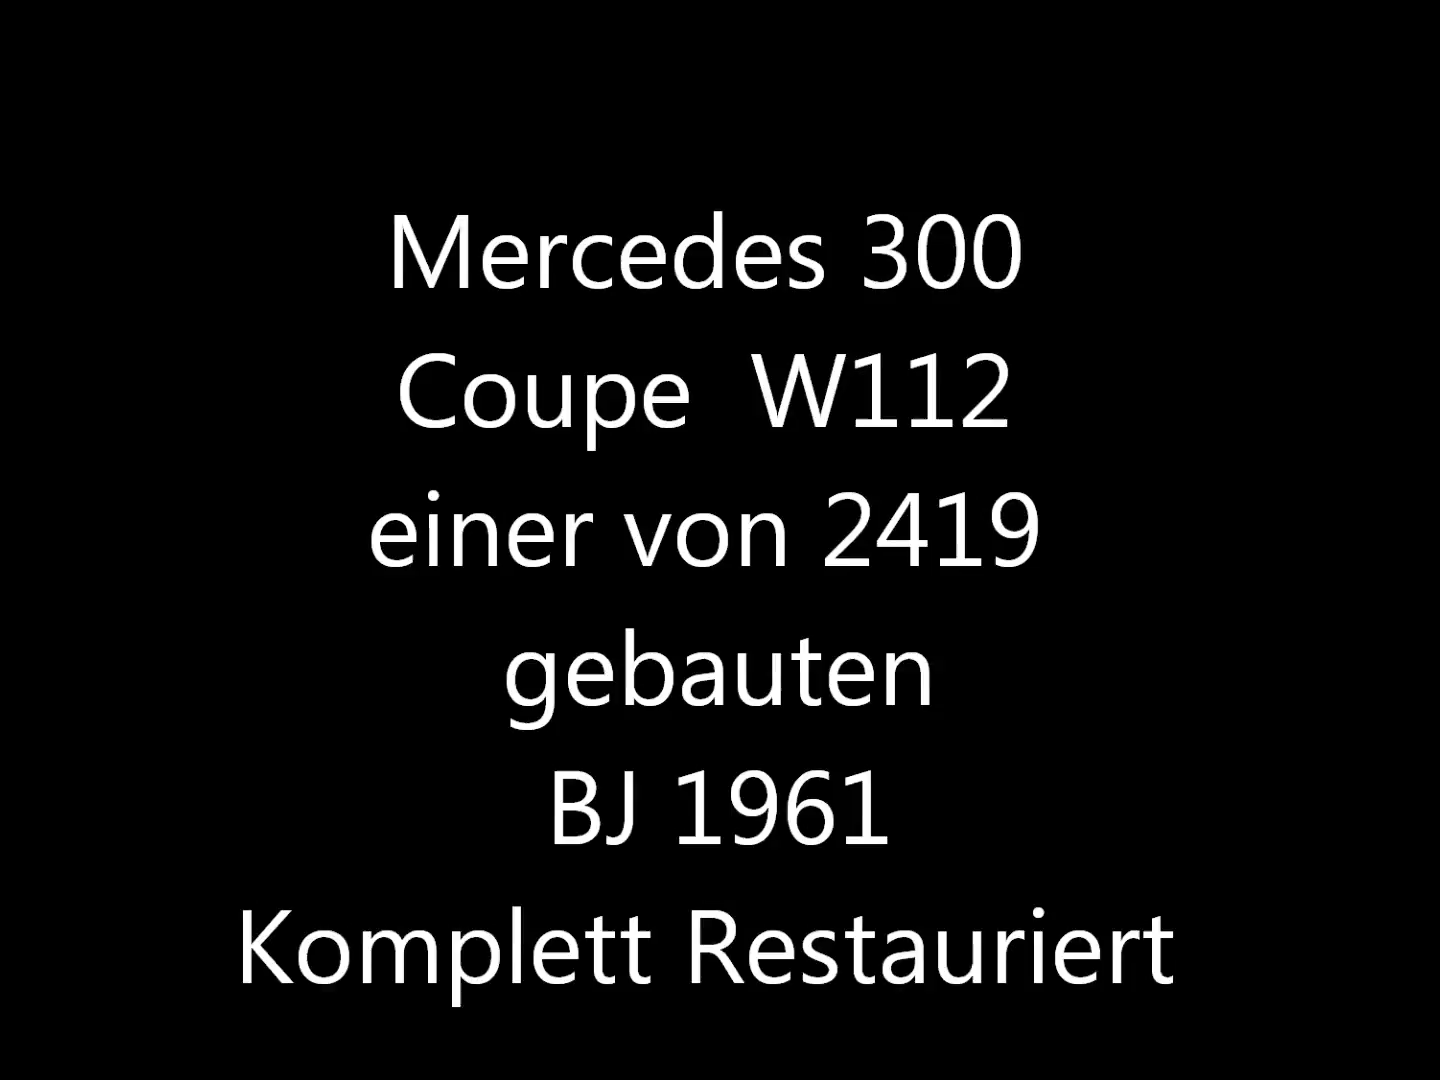 Mercedes 300
Coupe  W112
einer von 2419
gebauten
BJ 1961
Komplett Restauriert